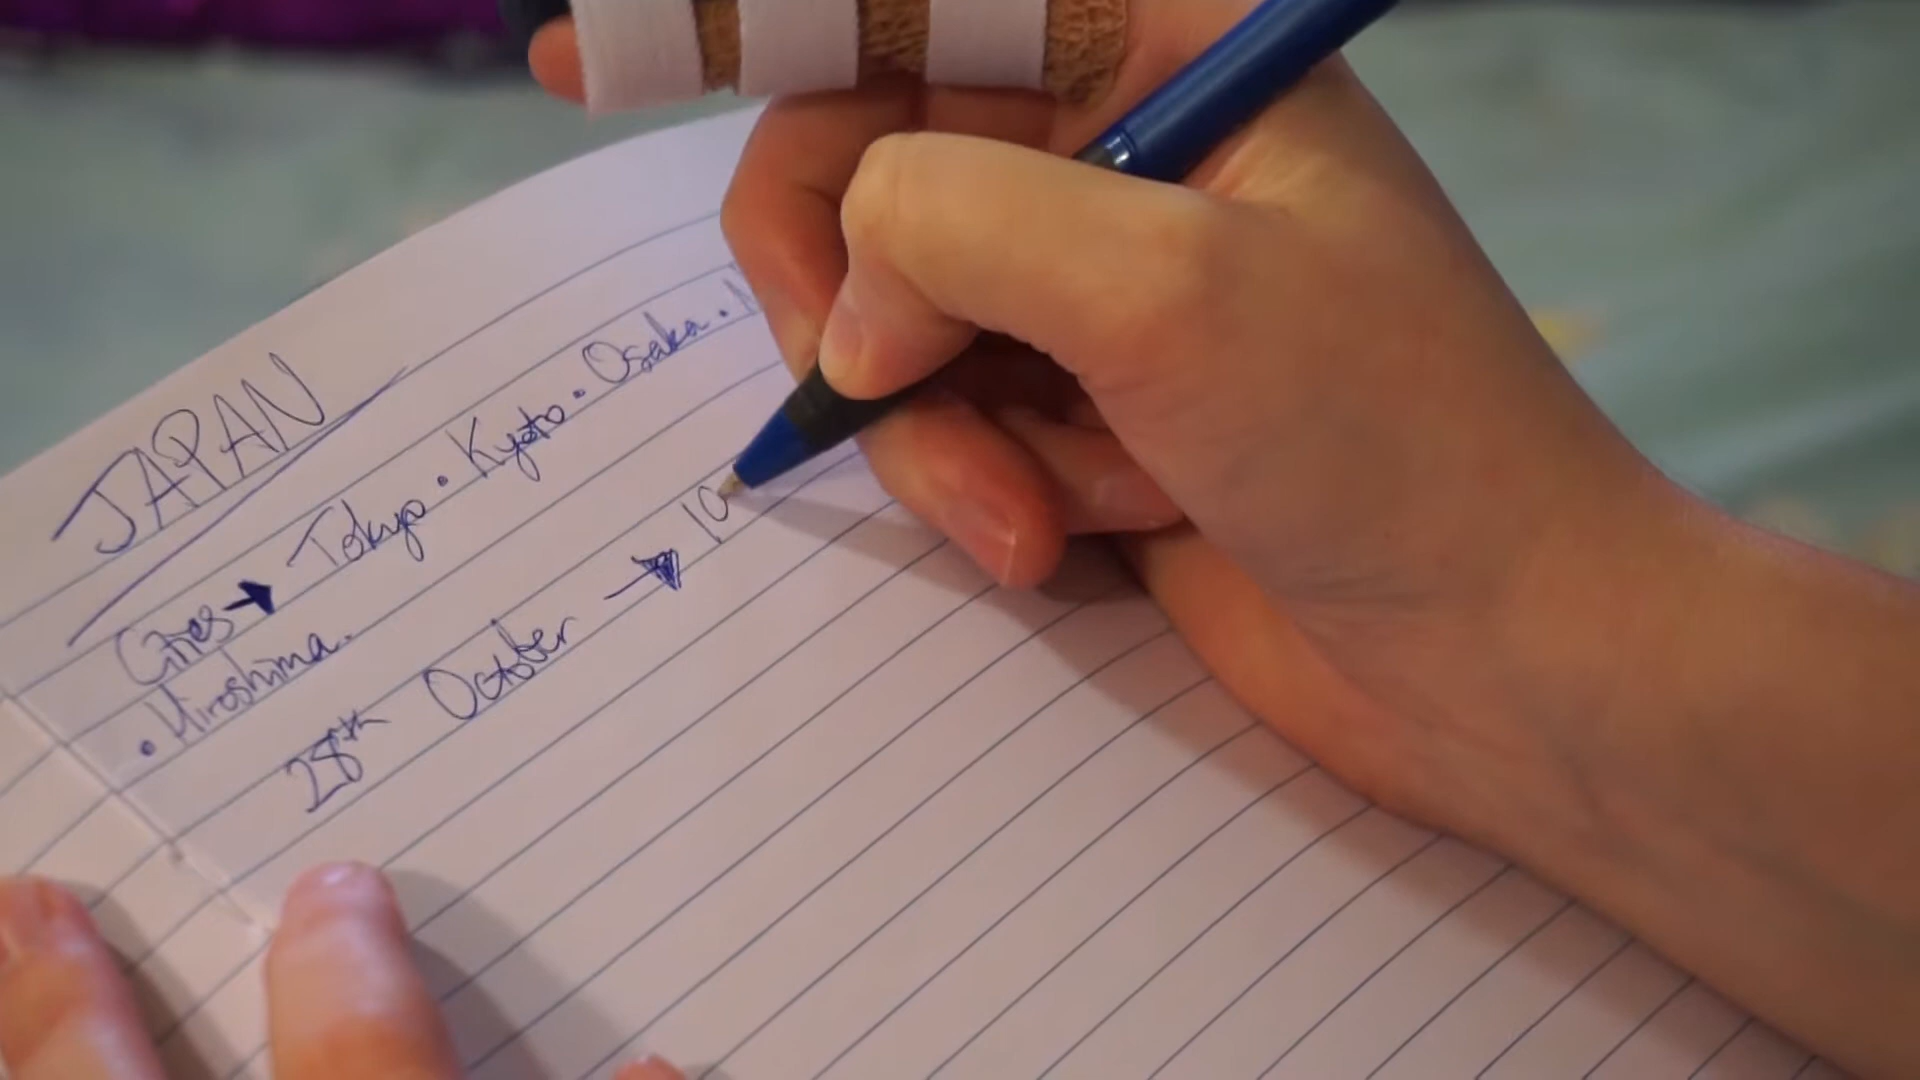 JAPAN
Cities → Tokyo • Kyoto • Osaka •
• Hiroshima.
28th October → 10